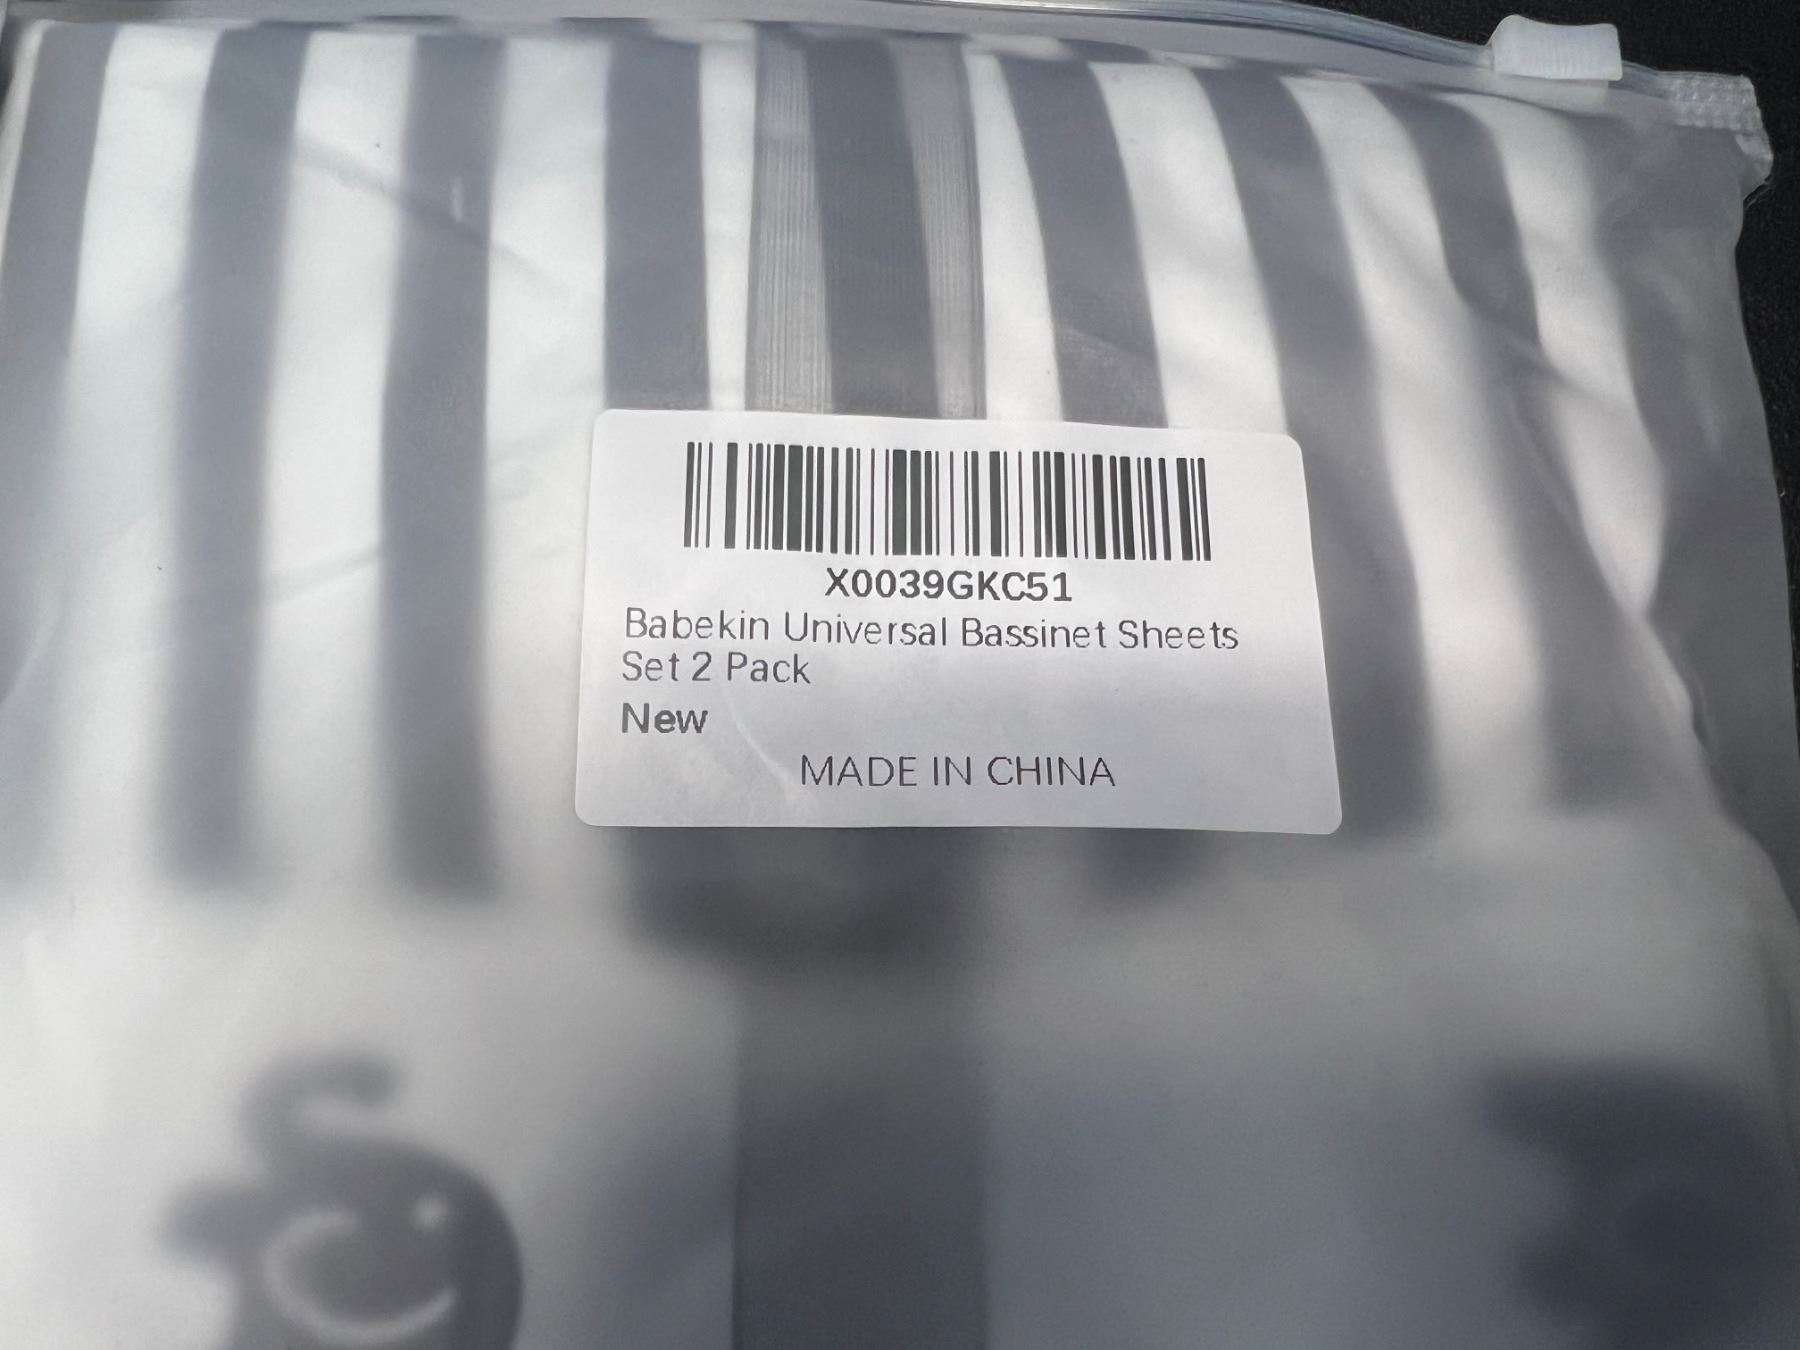 X0039GKC51
Babekin Universal Bassinet Sheets
Set 2 Pack
New
MADE IN CHINA